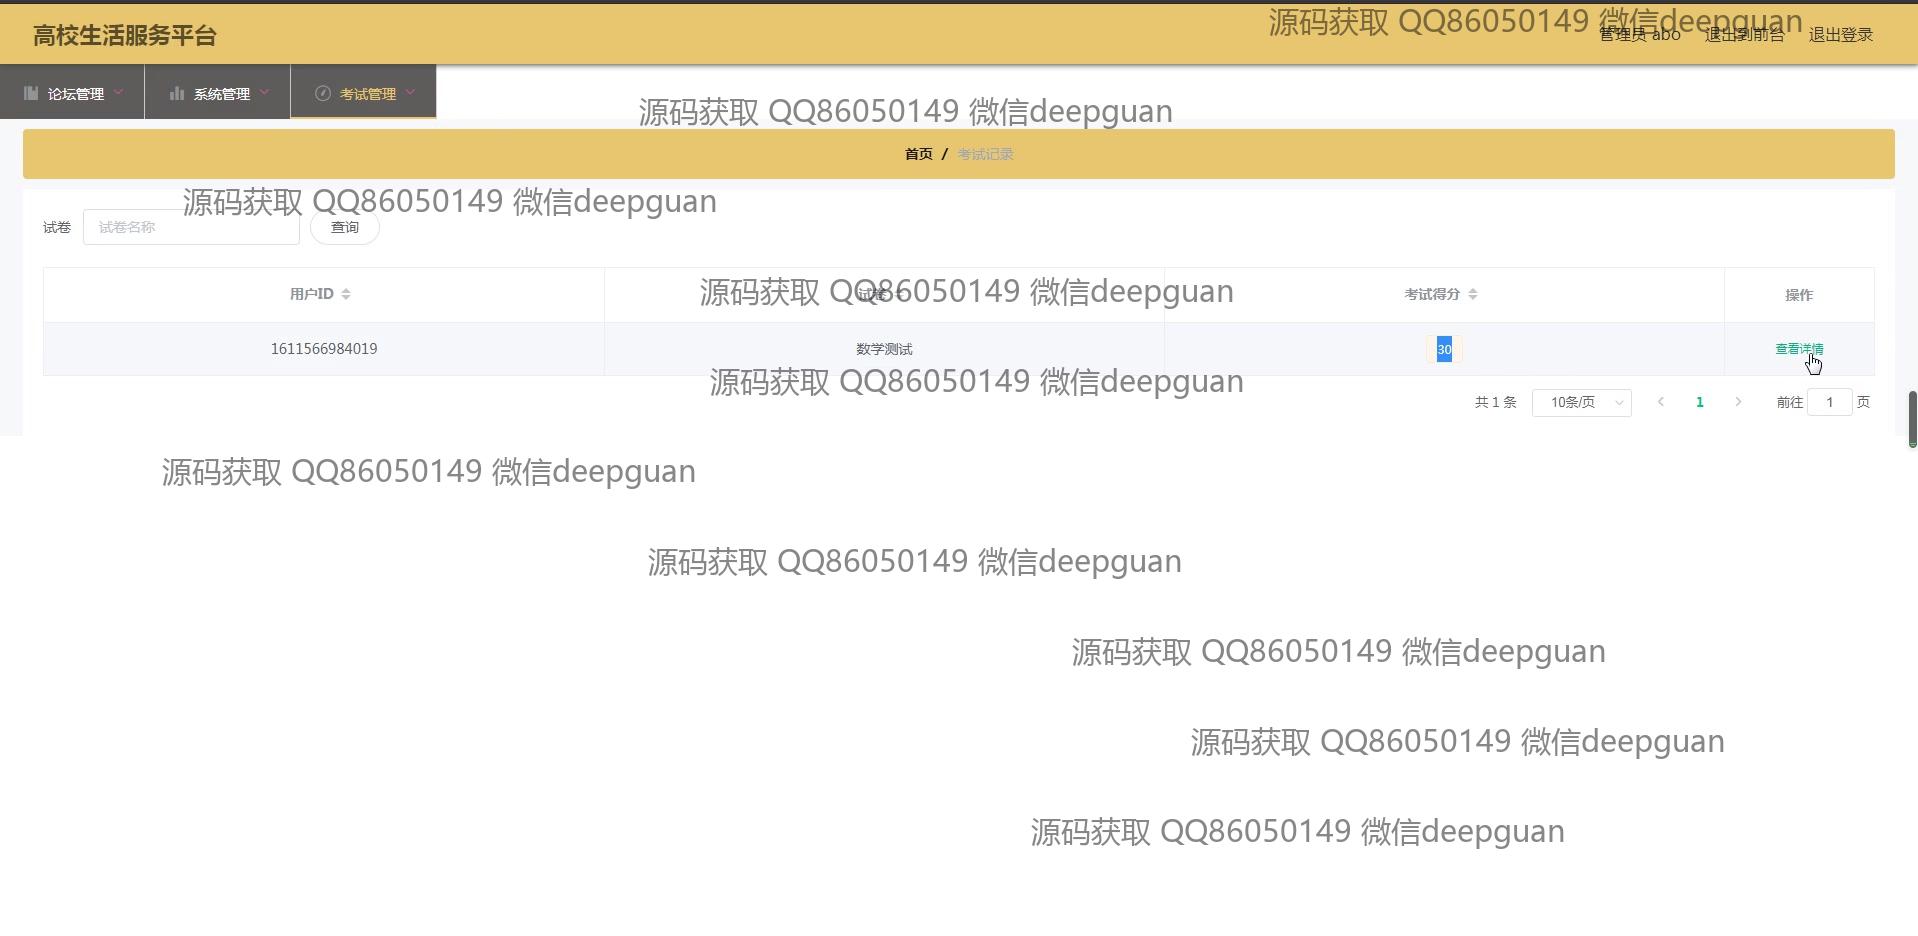 高校生活服务平台
源码获取 QQ86050149 微信deepguan
管理员 abo 退出到前台 退出登录
论坛管理 系统管理 考试管理
源码获取 QQ86050149 微信deepguan
首页 / 考试记录
源码获取 QQ86050149 微信deepguan
试卷 试卷名称 查询
用户ID 试卷 考试得分 操作
源码获取 QQ86050149 微信deepguan
1611566984019 数学测试 30 查看详情
源码获取 QQ86050149 微信deepguan
共 1 条 10条/页 1 前往 1 页
源码获取 QQ86050149 微信deepguan
源码获取 QQ86050149 微信deepguan
源码获取 QQ86050149 微信deepguan
源码获取 QQ86050149 微信deepguan
源码获取 QQ86050149 微信deepguan